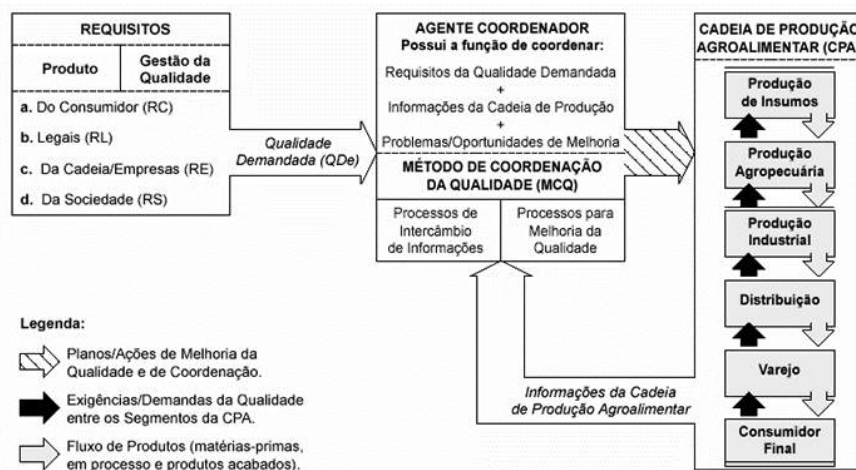 REQUISITOS
Produto
Gestão da
Qualidade
a. Do Consumidor (RC)
b. Legais (RL)
c. Da Cadeia/Empresas (RE)
d. Da Sociedade (RS)
Qualidade
Demandada (QDe)
AGENTE COORDENADOR
Possui a função de coordenar:
Requisitos da Qualidade Demandada
+
Informações da Cadeia de Produção
+
Problemas/Oportunidades de Melhoria
MÉTODO DE COORDENAÇÃO
DA QUALIDADE (MCQ)
Processos de
Intercâmbio
de Informações
Processos para
Melhoria da
Qualidade
CADEIA DE PRODUÇÃO
AGROALIMENTAR (CPA
Produção
de Insumos
Produção
Agropecuária
Produção
Industrial
Distribuição
Varejo
Consumidor
Final
Informações da Cadeia
de Produção Agroalimentar
Legenda:
Planos/Ações de Melhoria da
Qualidade e de Coordenação.
Exigências/Demandas da Qualidade
entre os Segmentos da CPA.
Fluxo de Produtos (matérias-primas,
em processo e produtos acabados).